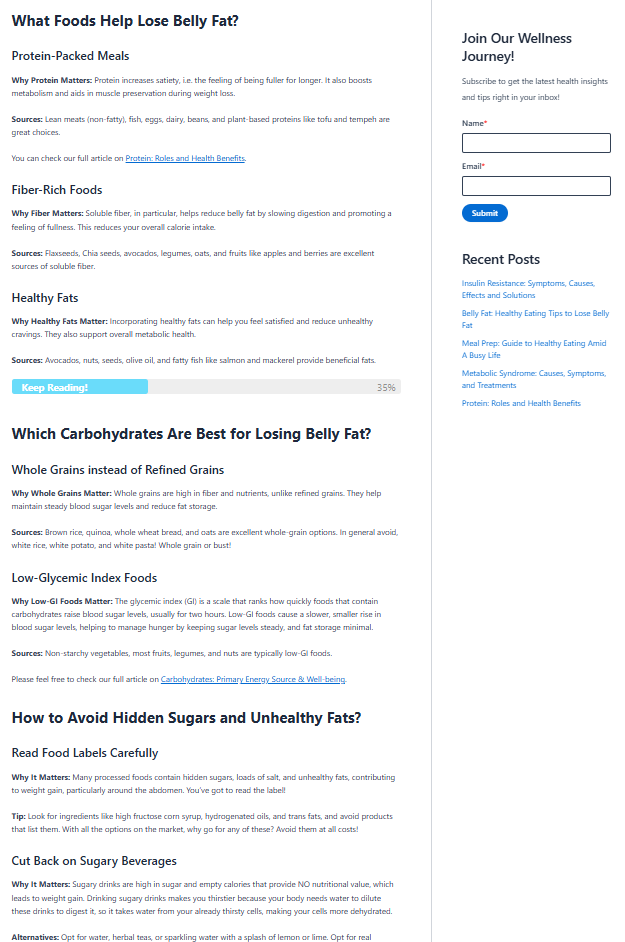 What Foods Help Lose Belly Fat?
Protein-Packed Meals
Why Protein Matters: Protein increases satiety, i.e. the feeling of being fuller for longer. It also boosts
metabolism and aids in muscle preservation during weight loss.
Sources: Lean meats (non-fatty), fish, eggs, dairy, beans, and plant-based proteins like tofu and tempeh are
great choices.
You can check our full article on Protein: Roles and Health Benefits.
Fiber-Rich Foods
Why Fiber Matters: Soluble fiber, in particular, helps reduce belly fat by slowing digestion and promoting a
feeling of fullness. This reduces your overall calorie intake.
Sources: Flaxseeds, Chia seeds, avocados, legumes, oats, and fruits like apples and berries are excellent
sources of soluble fiber.
Healthy Fats
Why Healthy Fats Matter: Incorporating healthy fats can help you feel satisfied and reduce unhealthy
cravings. They also support overall metabolic health.
Sources: Avocados, nuts, seeds, olive oil, and fatty fish like salmon and mackerel provide beneficial fats.
Keep Reading! 35%
Which Carbohydrates Are Best for Losing Belly Fat?
Whole Grains instead of Refined Grains
Why Whole Grains Matter: Whole grains are high in fiber and nutrients, unlike refined grains. They help
maintain steady blood sugar levels and reduce fat storage.
Sources: Brown rice, quinoa, whole wheat bread, and oats are excellent whole-grain options. In general avoid,
white rice, white potato, and white pasta! Whole grain or bust!
Low-Glycemic Index Foods
Why Low-GI Foods Matter: The glycemic index (GI) is a scale that ranks how quickly foods that contain
carbohydrates raise blood sugar levels, usually for two hours. Low-GI foods cause a slower, smaller rise in
blood sugar levels, helping to manage hunger by keeping sugar levels steady, and fat storage minimal.
Sources: Non-starchy vegetables, most fruits, legumes, and nuts are typically low-GI foods.
Please feel free to check our full article on Carbohydrates: Primary Energy Source & Well-being.
How to Avoid Hidden Sugars and Unhealthy Fats?
Read Food Labels Carefully
Why It Matters: Many processed foods contain hidden sugars, loads of salt, and unhealthy fats, contributing
to weight gain, particularly around the abdomen. You've got to read the label!
Tip: Look for ingredients like high fructose corn syrup, hydrogenated oils, and trans fats, and avoid products
that list them. With all the options on the market, why go for any of these? Avoid them at all costs!
Cut Back on Sugary Beverages
Why It Matters: Sugary drinks are high in sugar and empty calories that provide NO nutritional value, which
leads to weight gain. Drinking sugary drinks makes you thirstier because your body needs water to dilute
these drinks to digest it, so it takes water from your already thirsty cells, making your cells more dehydrated.
Alternatives: Opt for water, herbal teas, or sparkling water with a splash of lemon or lime. Opt for real
Join Our Wellness
Journey!
Subscribe to get the latest health insights
and tips right in your inbox!
Name*
Email*
Submit
Recent Posts
Insulin Resistance: Symptoms, Causes,
Effects and Solutions
Belly Fat: Healthy Eating Tips to Lose Belly
Fat
Meal Prep: Guide to Healthy Eating Amid
A Busy Life
Metabolic Syndrome: Causes, Symptoms,
and Treatments
Protein: Roles and Health Benefits